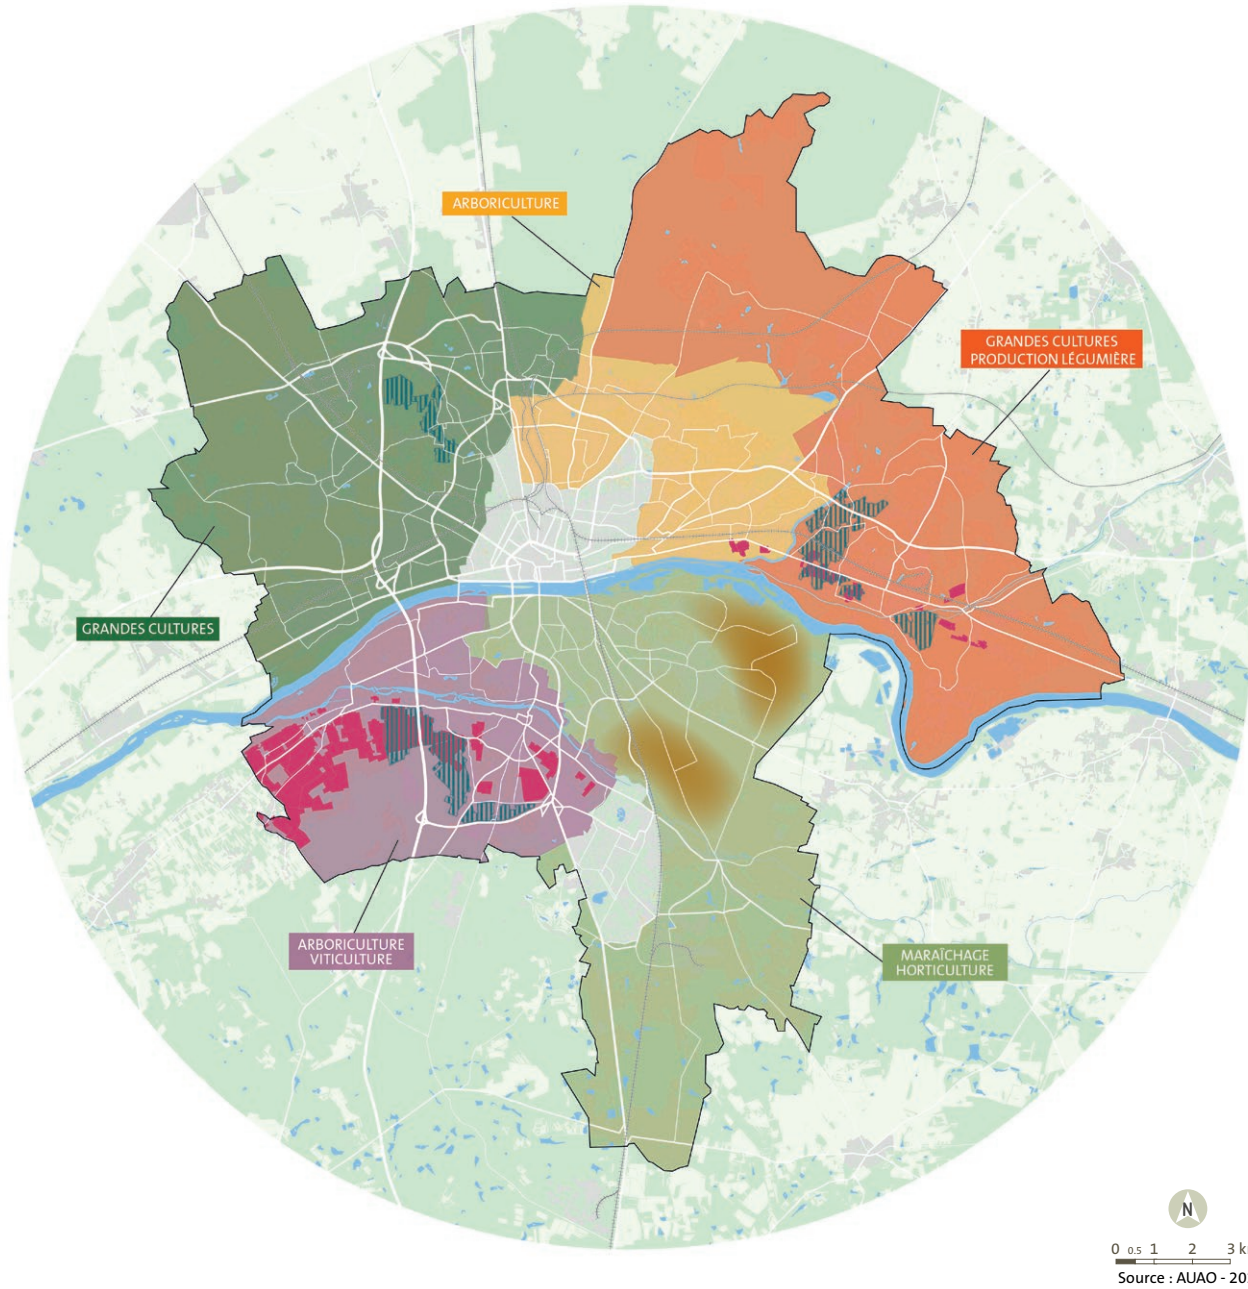 ARBORICULTURE
GRANDES CULTURES
PRODUCTION LÉGUMIÈRE
GRANDES CULTURES
ARBORICULTURE
VITICULTURE
MARAÎCHAGE
HORTICULTURE
N
0 0.5 1 2 3
Source : AUAO -